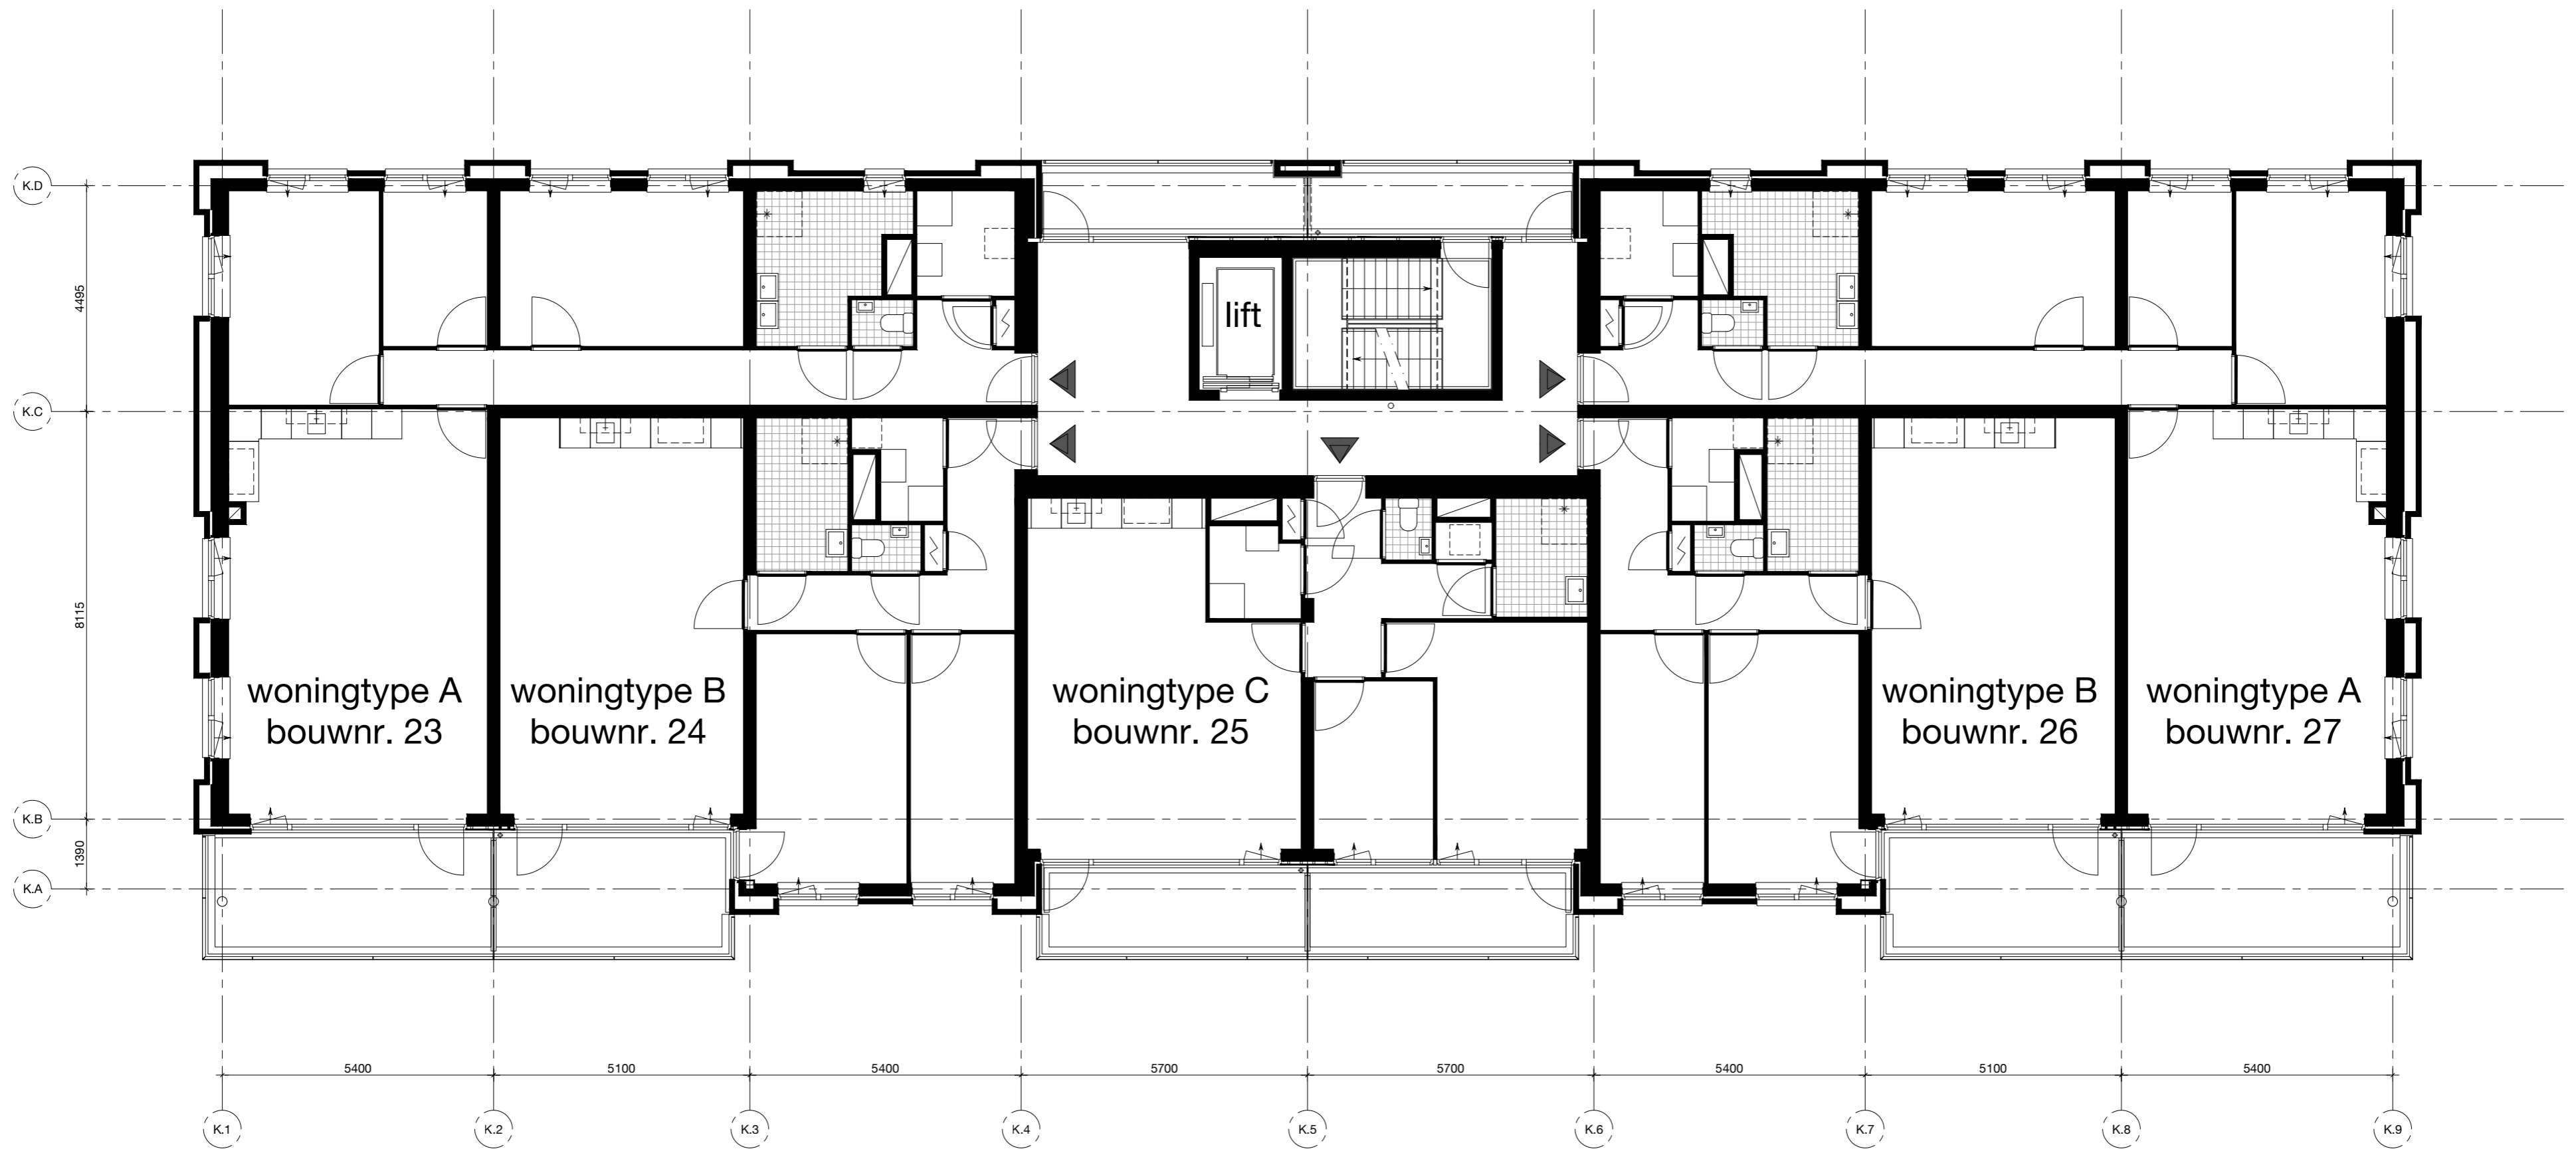 K.D
4495
lift
K.C
8115
woningtype A
bouwnr. 23
woningtype B
bouwnr. 24
woningtype C
bouwnr. 25
woningtype B
bouwnr. 26
woningtype A
bouwnr. 27
K.B
1390
K.A
5400 5100 5400 5700 5700 5400 5100 5400
K.1 K.2 K.3 K.4 K.5 K.6 K.7 K.8 K.9